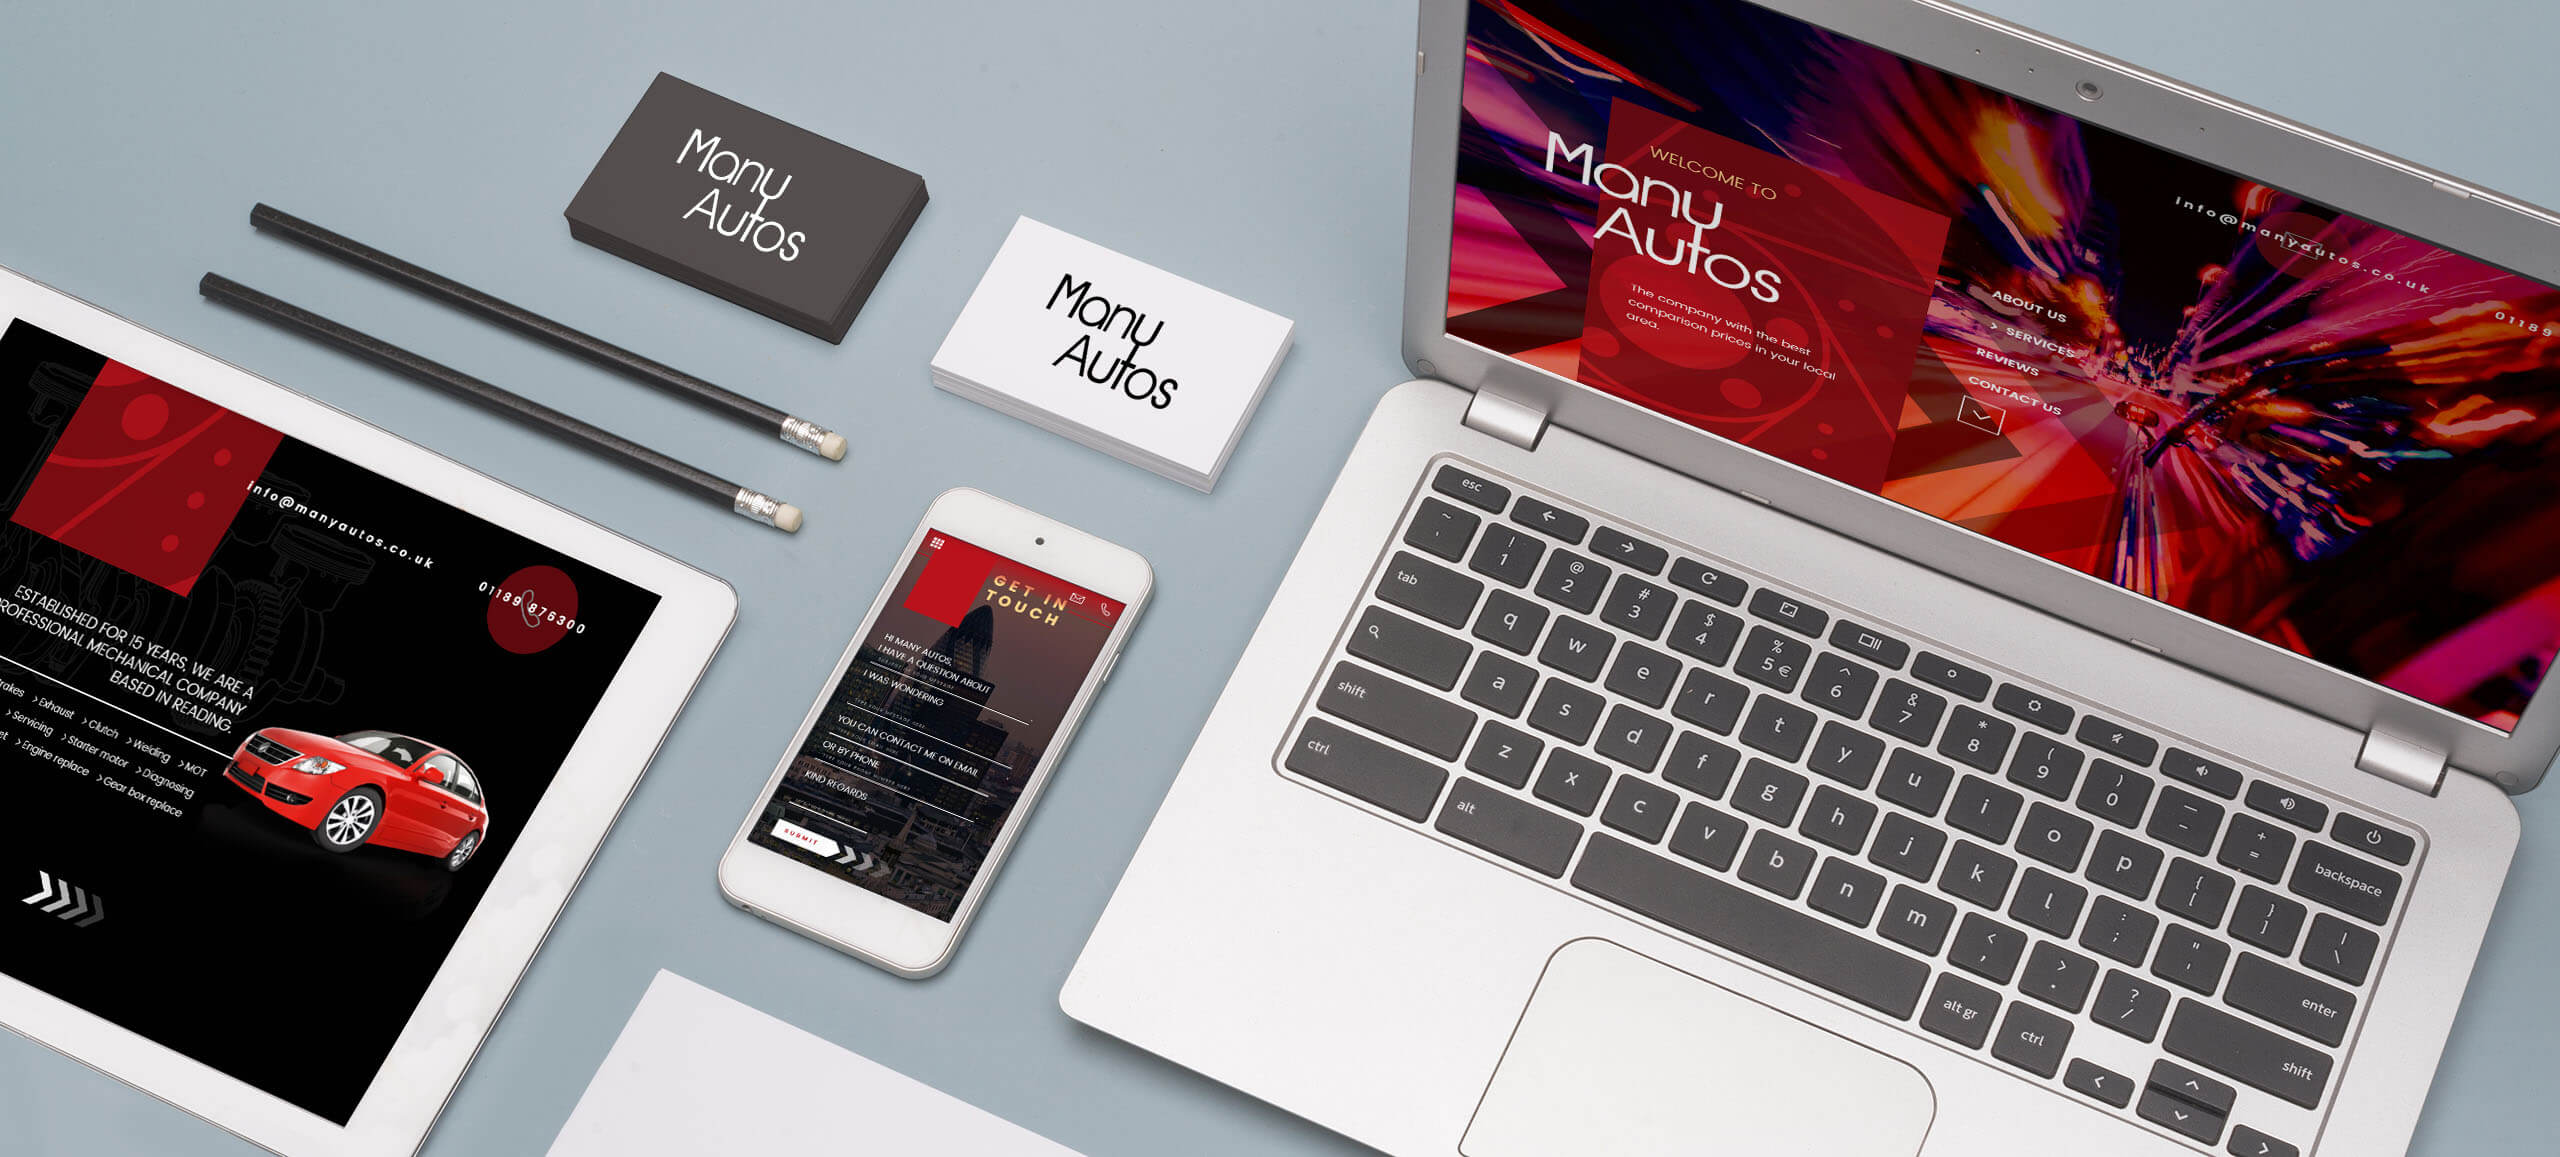 Many
Autos
Many
Autos
WELCOME TO
Many
Autos
The company with the best
comparison prices in your local
area.
info@manyautos.co.uk
01189
ABOUT US
> SERVICES
REVIEWS
CONTACT US
info@manyautos.co.uk
01189 876300
ESTABLISHED FOR 15 YEARS, WE ARE A
PROFESSIONAL MECHANICAL COMPANY
BASED IN READING.
>Exhaust >Clutch >Welding >MOT
>Servicing >Starter motor >Diagnosing
>Engine replace >Gear box replace
GET IN
TOUCH
HI MANY AUTOS,
I HAVE A QUESTION ABOUT
I WAS WONDERING
TYPE YOUR MESSAGE HERE
YOU CAN CONTACT ME ON EMAIL
OR BY PHONE
KIND REGARDS
SUBMIT
esc
~ ! 1 @ 2 # 3 $ 4 % 5 € ^ 6 & 7 * 8 ( 9 ) 0 _ - + = backspace
tab q w e r t y u i o p { [ } ] | \
a s d f g h j k l : ; " ' enter
shift z x c v b n m < , > . ? / shift
ctrl alt alt gr ctrl